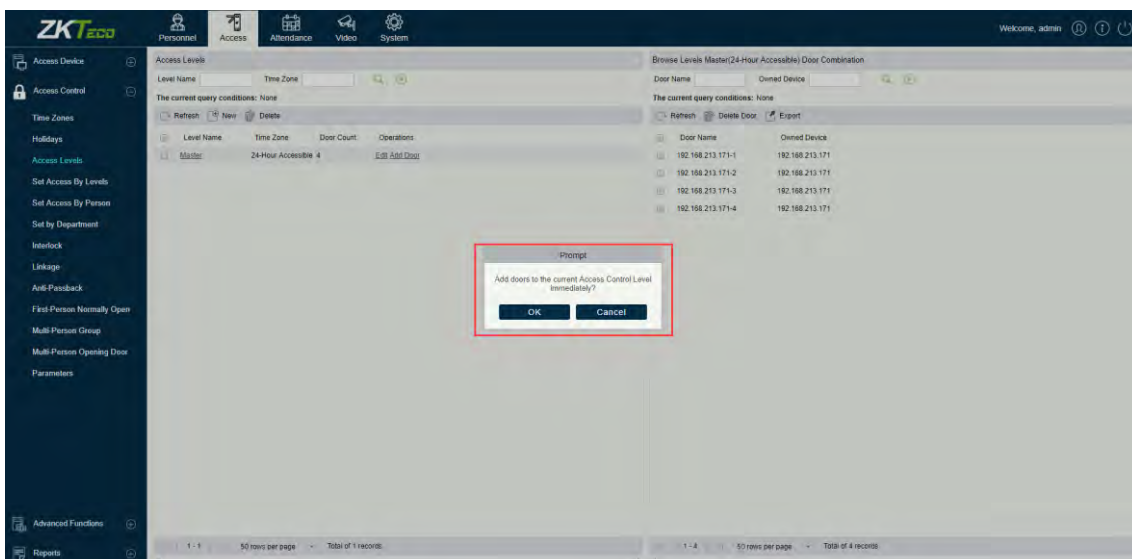 ZKTeco
Personnel
Access
Attendance
Video
System
Welcome, admin
Access Device
Access Control
Time Zones
Holidays
Access Levels
Set Access By Levels
Set Access By Person
Set by Department
Interlock
Linkage
Anti-Passback
First-Person Normally Open
Multi-Person Group
Multi-Person Opening Door
Parameters
Advanced Functions
Reports
Access Levels
Level Name Time Zone
The current query conditions: None
Refresh New Delete
Level Name Time Zone Door Count Operations
Master 24-Hour Accessible 4 Edit Add Door
1-1 50 rows per page Total of 1 records
Browse Levels Master(24-Hour Accessible) Door Combination
Door Name Owned Device
The current query conditions: None
Refresh Delete Door Export
Door Name Owned Device
192.168.213.171-1 192.168.213.171
192.168.213.171-2 192.168.213.171
192.168.213.171-3 192.168.213.171
192.168.213.171-4 192.168.213.171
1-4 50 rows per page Total of 4 records
Prompt
Add doors to the current Access Control Level
Immediately?
OK Cancel